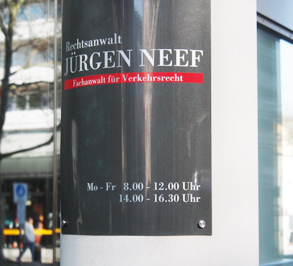 Rechtsanwalt
JÜRGEN NEEF
Fachanwalt für Verkehrsrecht
Mo - Fr 8.00 - 12.00 Uhr
14.00 - 16.30 Uhr